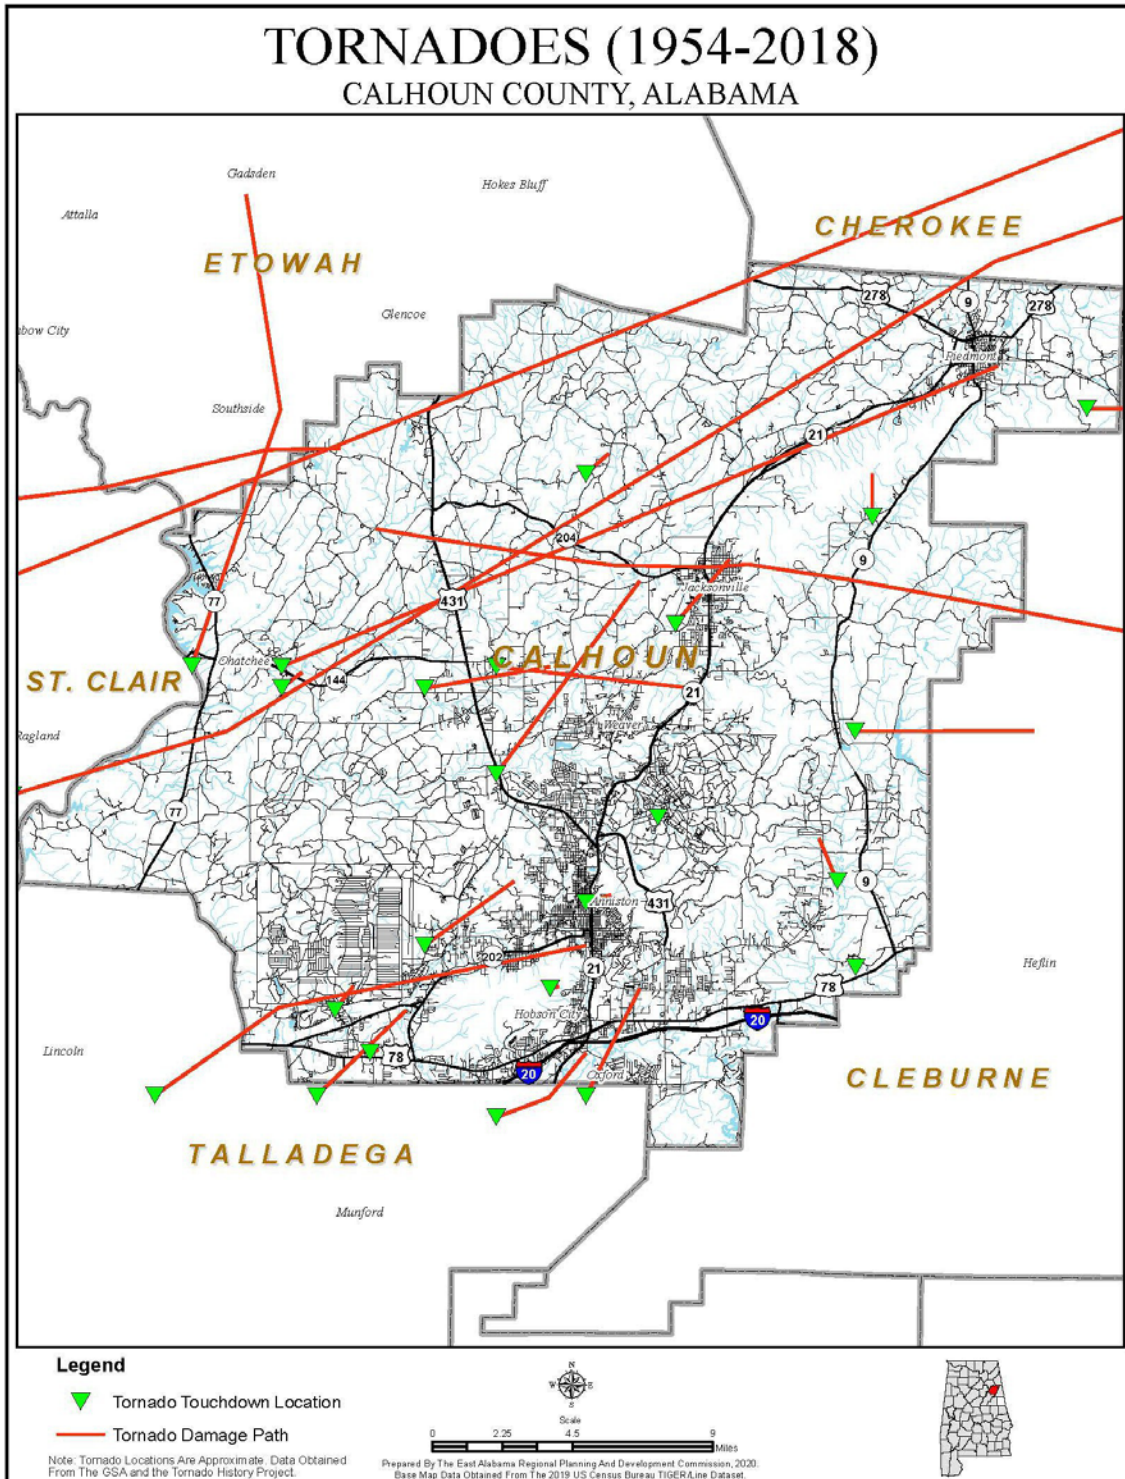 TORNADOES (1954-2018)
CALHOUN COUNTY, ALABAMA
Gadsden
Hokes Bluff
Attalla
CHEROKEE
ETOWAH
278
9
278
Glencoe
bow City
Piedmont
Southside
21
204
9
Jacksonville
77
431
CALHOUN
Ohatchee
ST. CLAIR
144
21
Weaver
Ragland
77
9
Anniston
431
202
21
Heflin
78
Hobson City
20
Lincoln
78
20
Oxford
CLEBURNE
TALLADEGA
Munford
Legend
Tornado Touchdown Location
Tornado Damage Path
Note: Tornado Locations Are Approximate. Data Obtained
From The GSA and the Tornado History Project.
N
W
E
S
Scale
0 2.25 4.5 9
Miles
Prepared By The East Alabama Regional Planning And Development Commission, 2020.
Base Map Data Obtained From The 2019 US Census Bureau TIGER/Line Dataset.